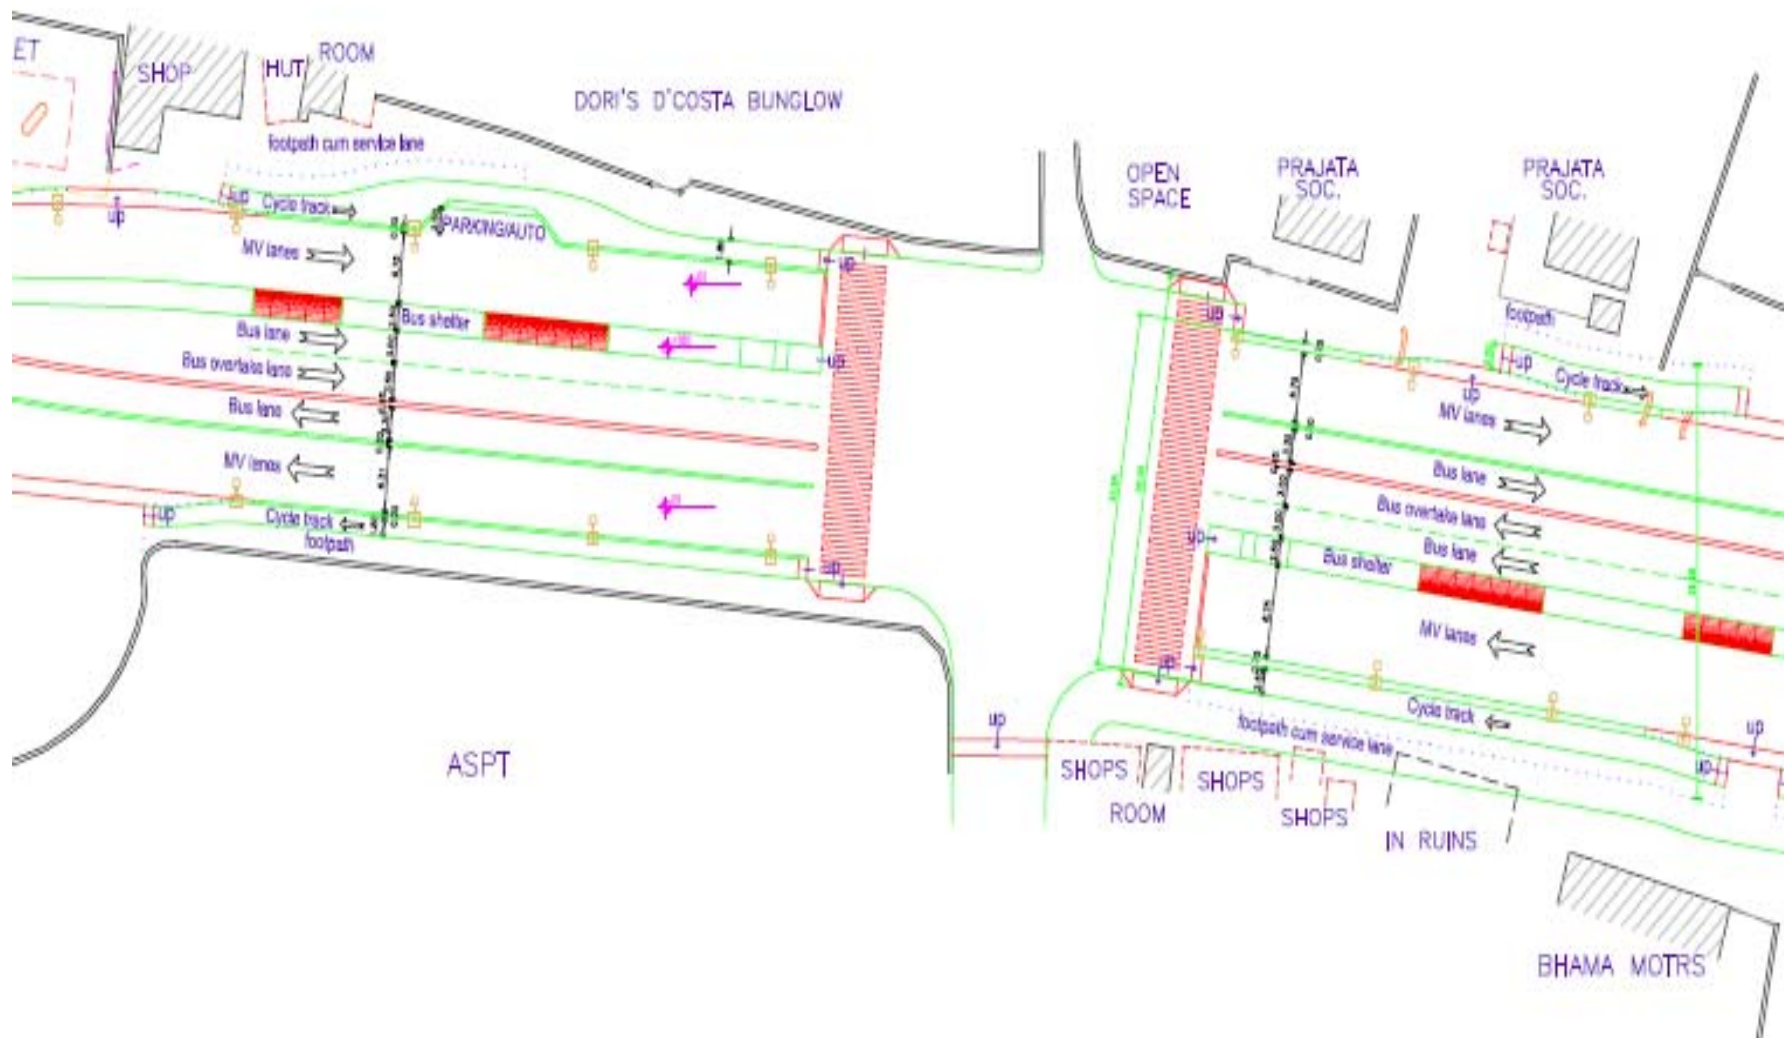 ET
SHOP
HUT
ROOM
DORI'S D'COSTA BUNGLOW
footpath cum service lane
up
Cycle track
up
PARKING/AUTO
MV lanes
up
Bus shelter
Bus lane
up
Bus overtake lane
Bus lane
MV lanes
up
Cycle track
footpath
up
ASPT
OPEN
SPACE
PRAJATA
SOC.
PRAJATA
SOC.
footpath
up
up
Cycle track
up
MV lanes
Bus lane
Bus overtake lane
up
Bus lane
Bus shelter
MV lanes
up
Cycle track
footpath cum service lane
up
up
up
SHOPS
SHOPS
ROOM
SHOPS
IN RUINS
BHAMA MOTRS